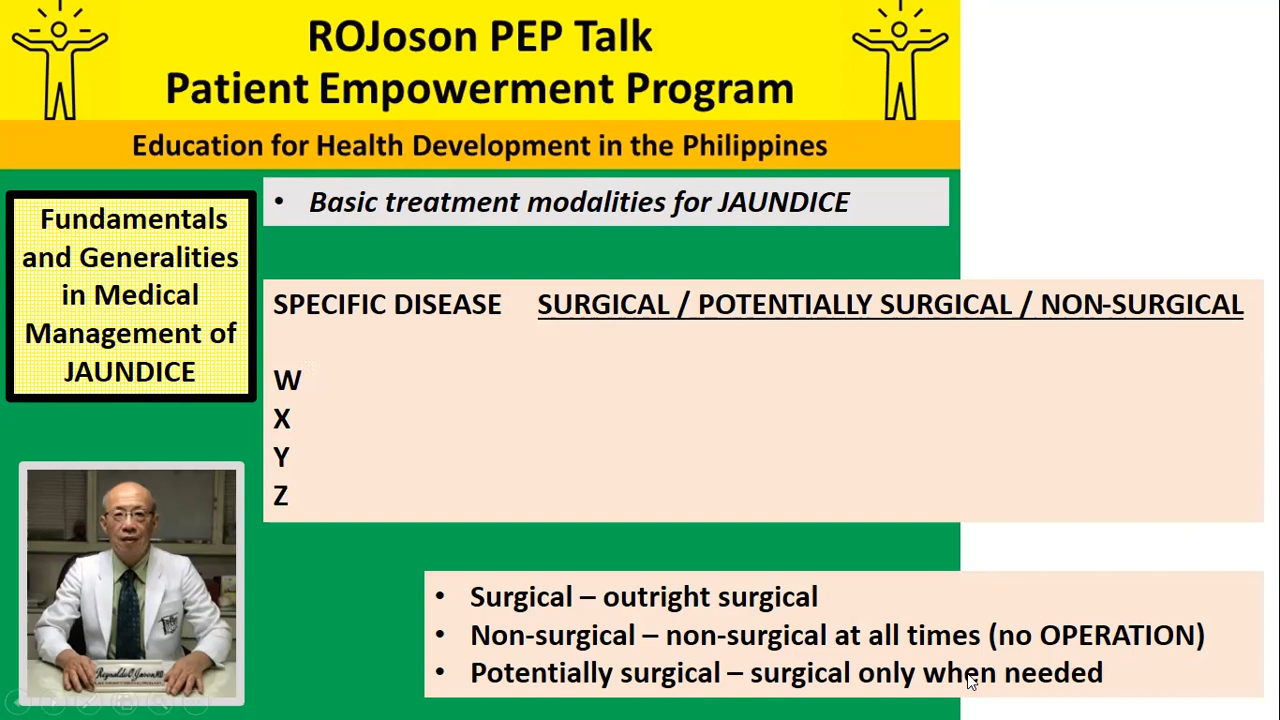 ROJoson PEP Talk
Patient Empowerment Program
Education for Health Development in the Philippines
Fundamentals
and Generalities
in Medical
Management of
JAUNDICE
• Basic treatment modalities for JAUNDICE
SPECIFIC DISEASE SURGICAL / POTENTIALLY SURGICAL / NON-SURGICAL
W
X
Y
Z
• Surgical – outright surgical
• Non-surgical – non-surgical at all times (no OPERATION)
• Potentially surgical – surgical only when needed